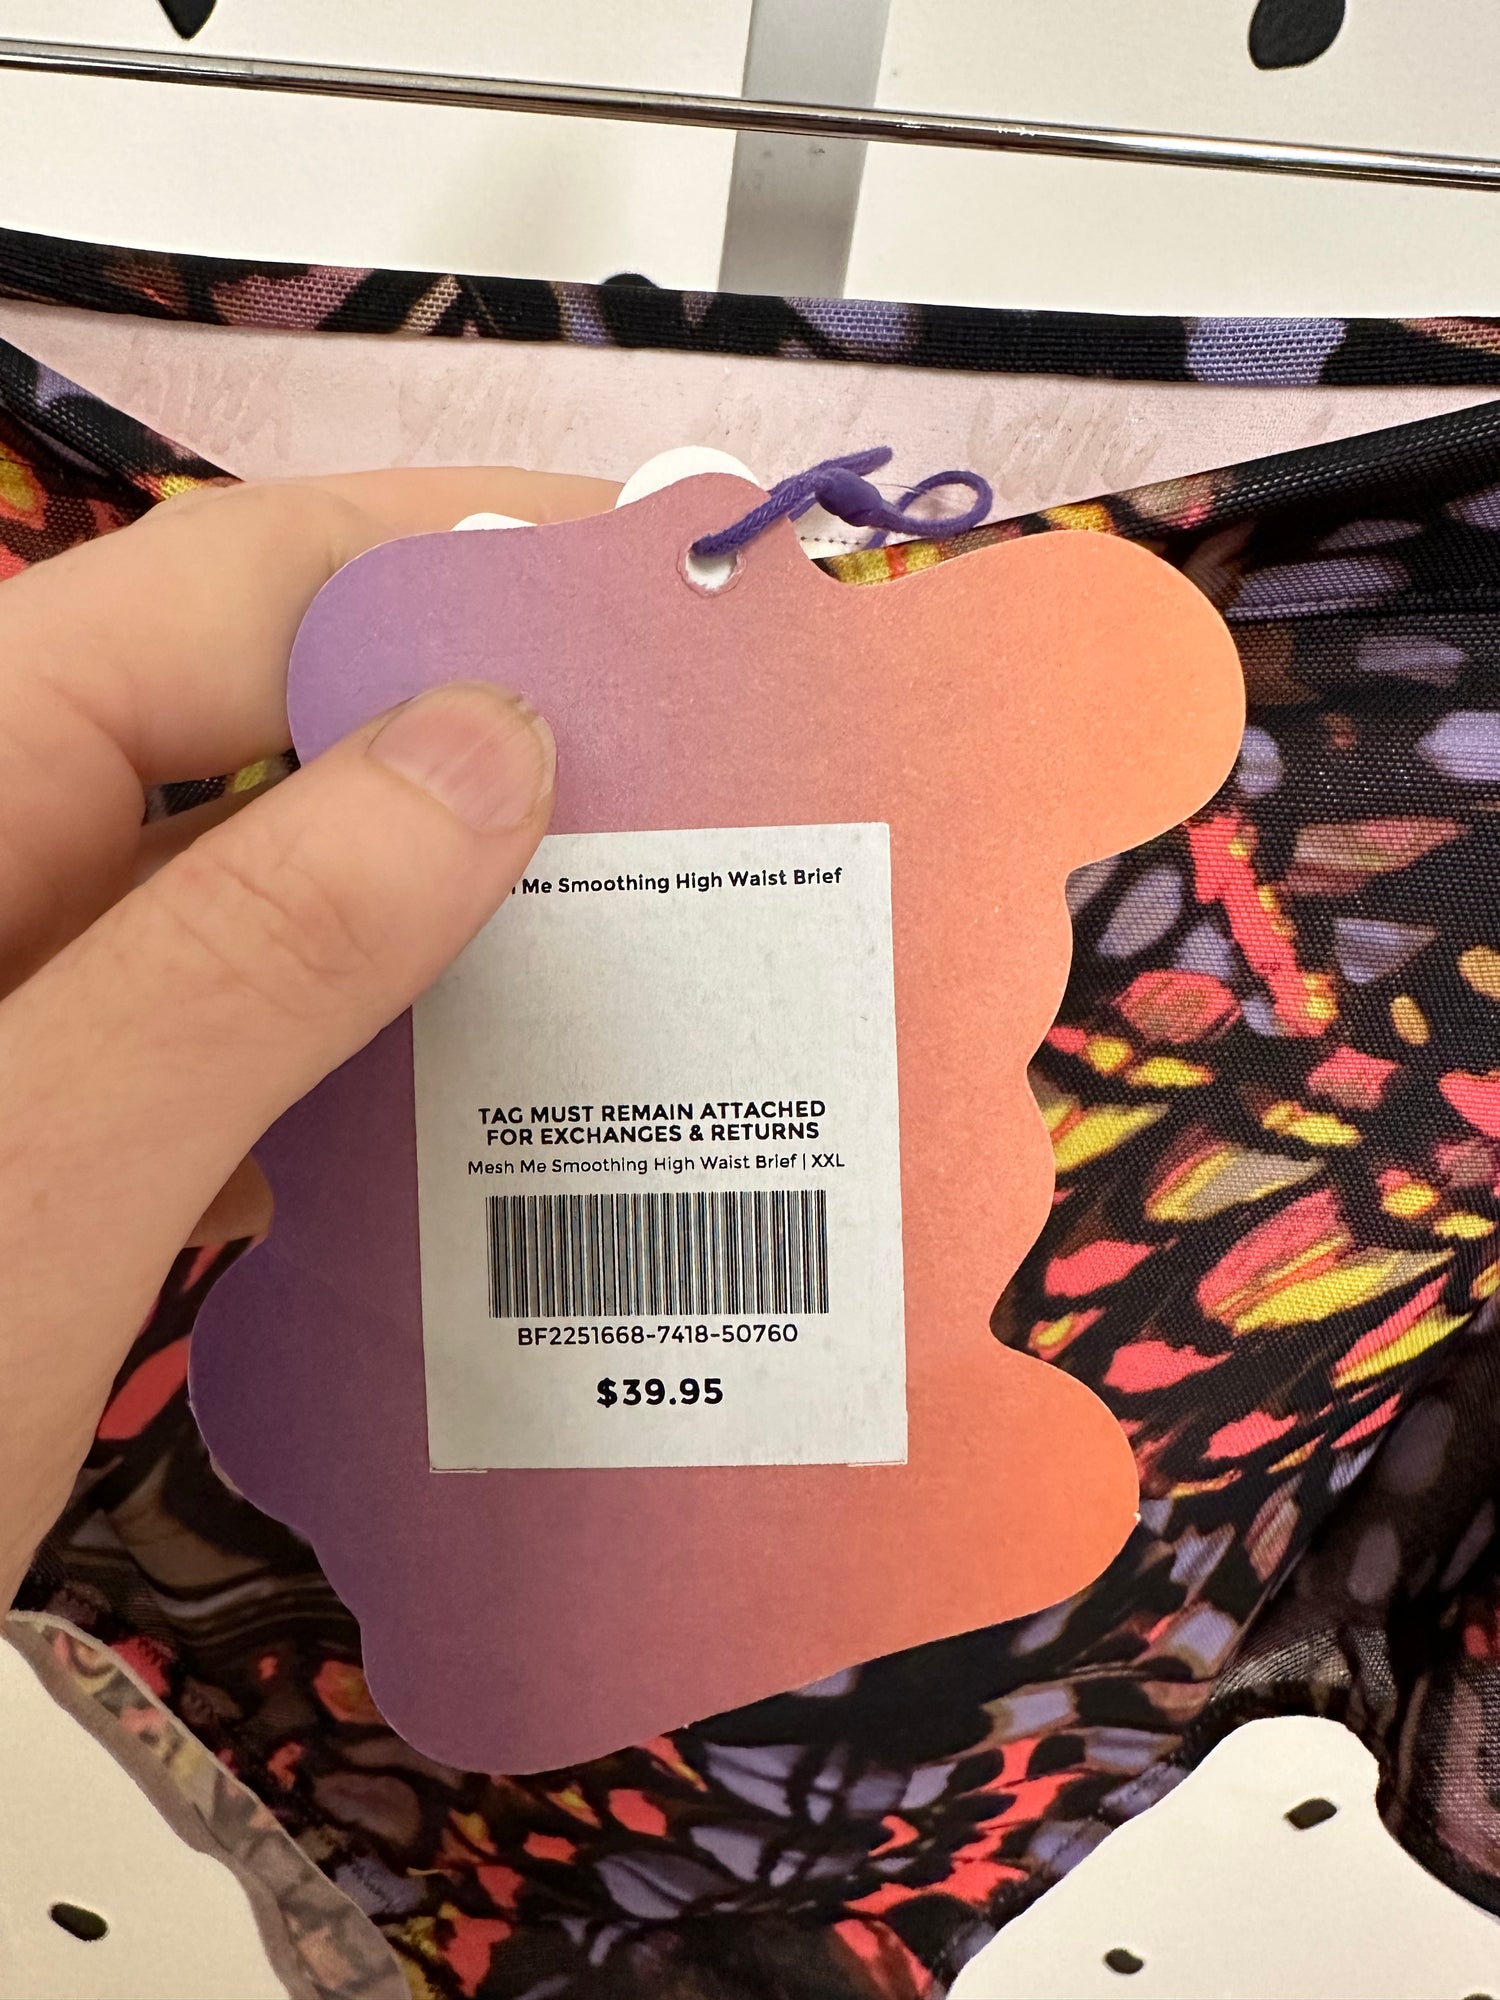 Me Smoothing High Waist Brief
TAG MUST REMAIN ATTACHED
FOR EXCHANGES & RETURNS
Mesh Me Smoothing High Waist Brief | XXL
BF2251668-7418-50760
$39.95